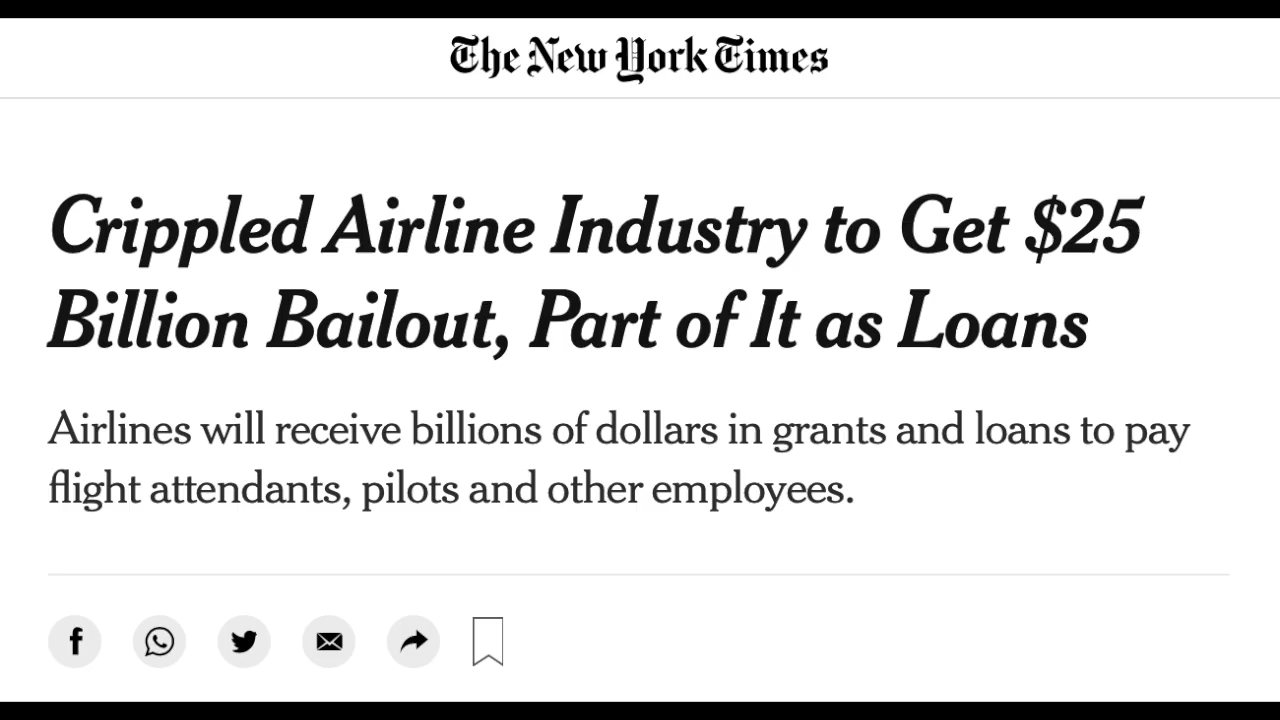 The New York Times
Crippled Airline Industry to Get $25
Billion Bailout, Part of It as Loans
Airlines will receive billions of dollars in grants and loans to pay
flight attendants, pilots and other employees.